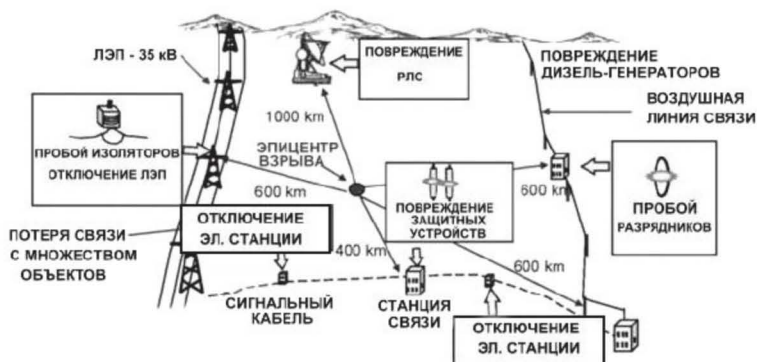 ЛЭП - 35 кВ
ПОВРЕЖДЕНИЕ
РЛС
ПОВРЕЖДЕНИЕ
ДИЗЕЛЬ-ГЕНЕРАТОРОВ
ВОЗДУШНАЯ
ЛИНИЯ СВЯЗИ
1000 km
ПРОБОЙ ИЗОЛЯТОРОВ
ОТКЛЮЧЕНИЕ ЛЭП
ЭПИЦЕНТР
ВЗРЫВА
600 km
ПОВРЕЖДЕНИЕ
ЗАЩИТНЫХ
УСТРОЙСТВ
600 km
ПРОБОЙ
РАЗРЯДНИКОВ
ПОТЕРЯ СВЯЗИ
С МНОЖЕСТВОМ
ОБЪЕКТОВ
ОТКЛЮЧЕНИЕ
ЭЛ. СТАНЦИИ
400 km
600 km
СИГНАЛЬНЫЙ
КАБЕЛЬ
СТАНЦИЯ
СВЯЗИ
ОТКЛЮЧЕНИЕ
ЭЛ. СТАНЦИИ